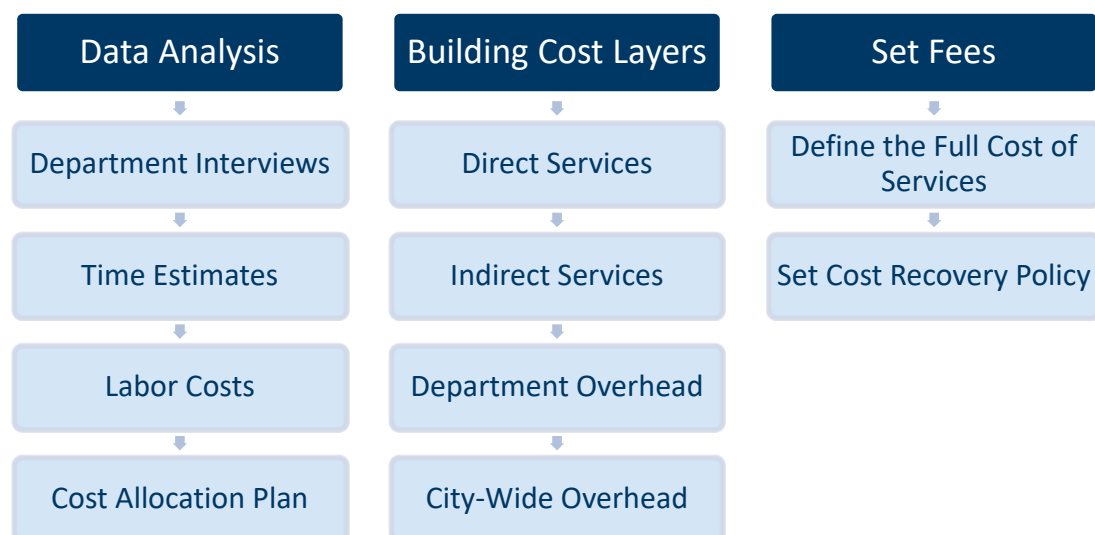 Data Analysis
Department Interviews
Time Estimates
Labor Costs
Cost Allocation Plan
Building Cost Layers
Direct Services
Indirect Services
Department Overhead
City-Wide Overhead
Set Fees
Define the Full Cost of
Services
Set Cost Recovery Policy